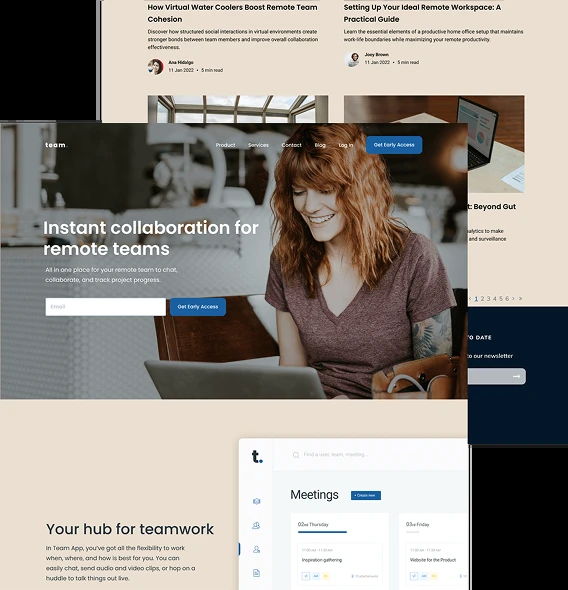 How Virtual Water Coolers Boost Remote Team
Cohesion
Discover how structured social interactions in virtual environments create
stronger bonds between team members and improve overall collaboration
effectiveness.
Ana Hidalgo
11 Jan 2022 • 5 min read
Setting Up Your Ideal Remote Workspace: A
Practical Guide
Learn the essential elements of a productive home office setup that maintains
work-life boundaries while maximizing your remote productivity.
Joey Brown
11 Jan 2022 • 5 min read
team.
Product Services Contact Blog Log In Get Early Access
Instant collaboration for
remote teams
All in one place for your remote team to chat,
collaborate, and track project progress.
Email Get Early Access
t: Beyond Gut
alytics to make
and surveillance
‹ 1 2 3 4 5 6 › »
TO DATE
to our newsletter
Your hub for teamwork
In Team App, you've got all the flexibility to work
when, where, and how is best for you. You can
easily chat, send audio and video clips, or hop on a
huddle to talk things out live.
t.
Find a user, team, meeting...
Meetings + Create new
02 Thursday
03 Friday
11:00 am - 11:30 am
Inspiration gathering
Website for the Product